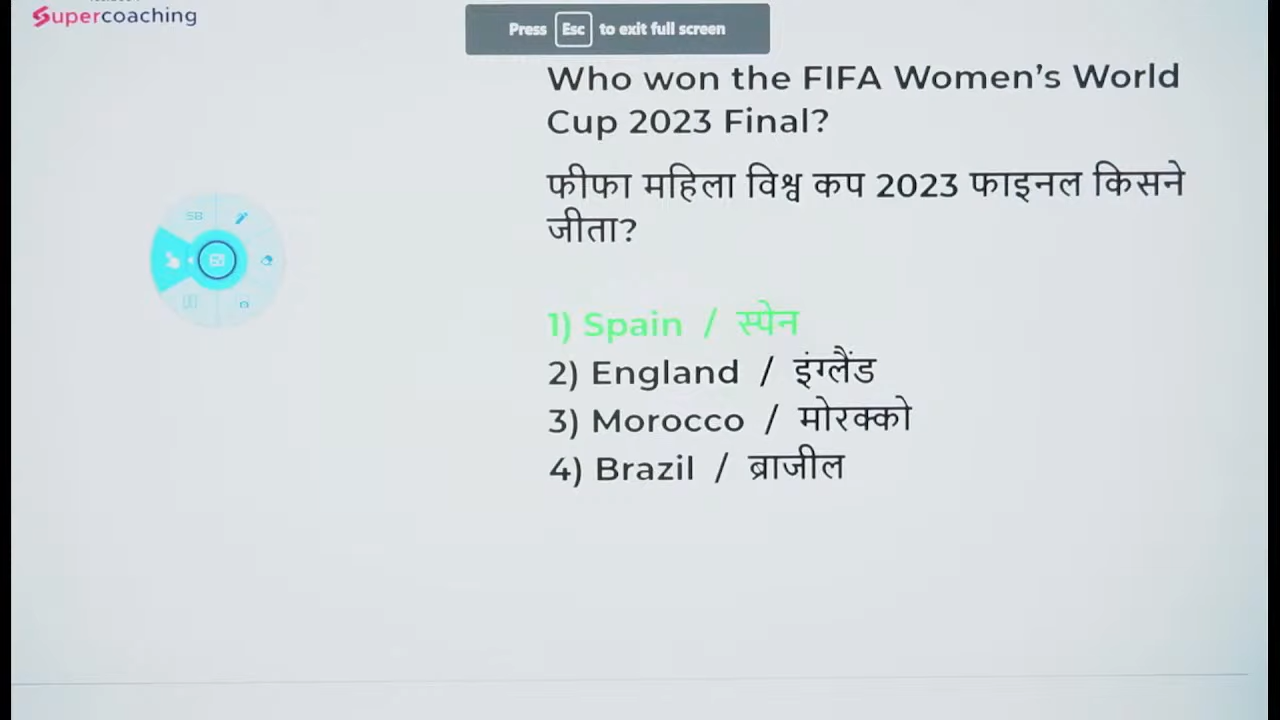 Supercoaching
Press Esc to exit full screen
Who won the FIFA Women's World
Cup 2023 Final?
फीफा महिला विश्व कप 2023 फाइनल किसने
जीता?
SB
1) Spain / स्पेन
2) England / इंग्लैंड
3) Morocco / मोरक्को
4) Brazil / ब्राजील